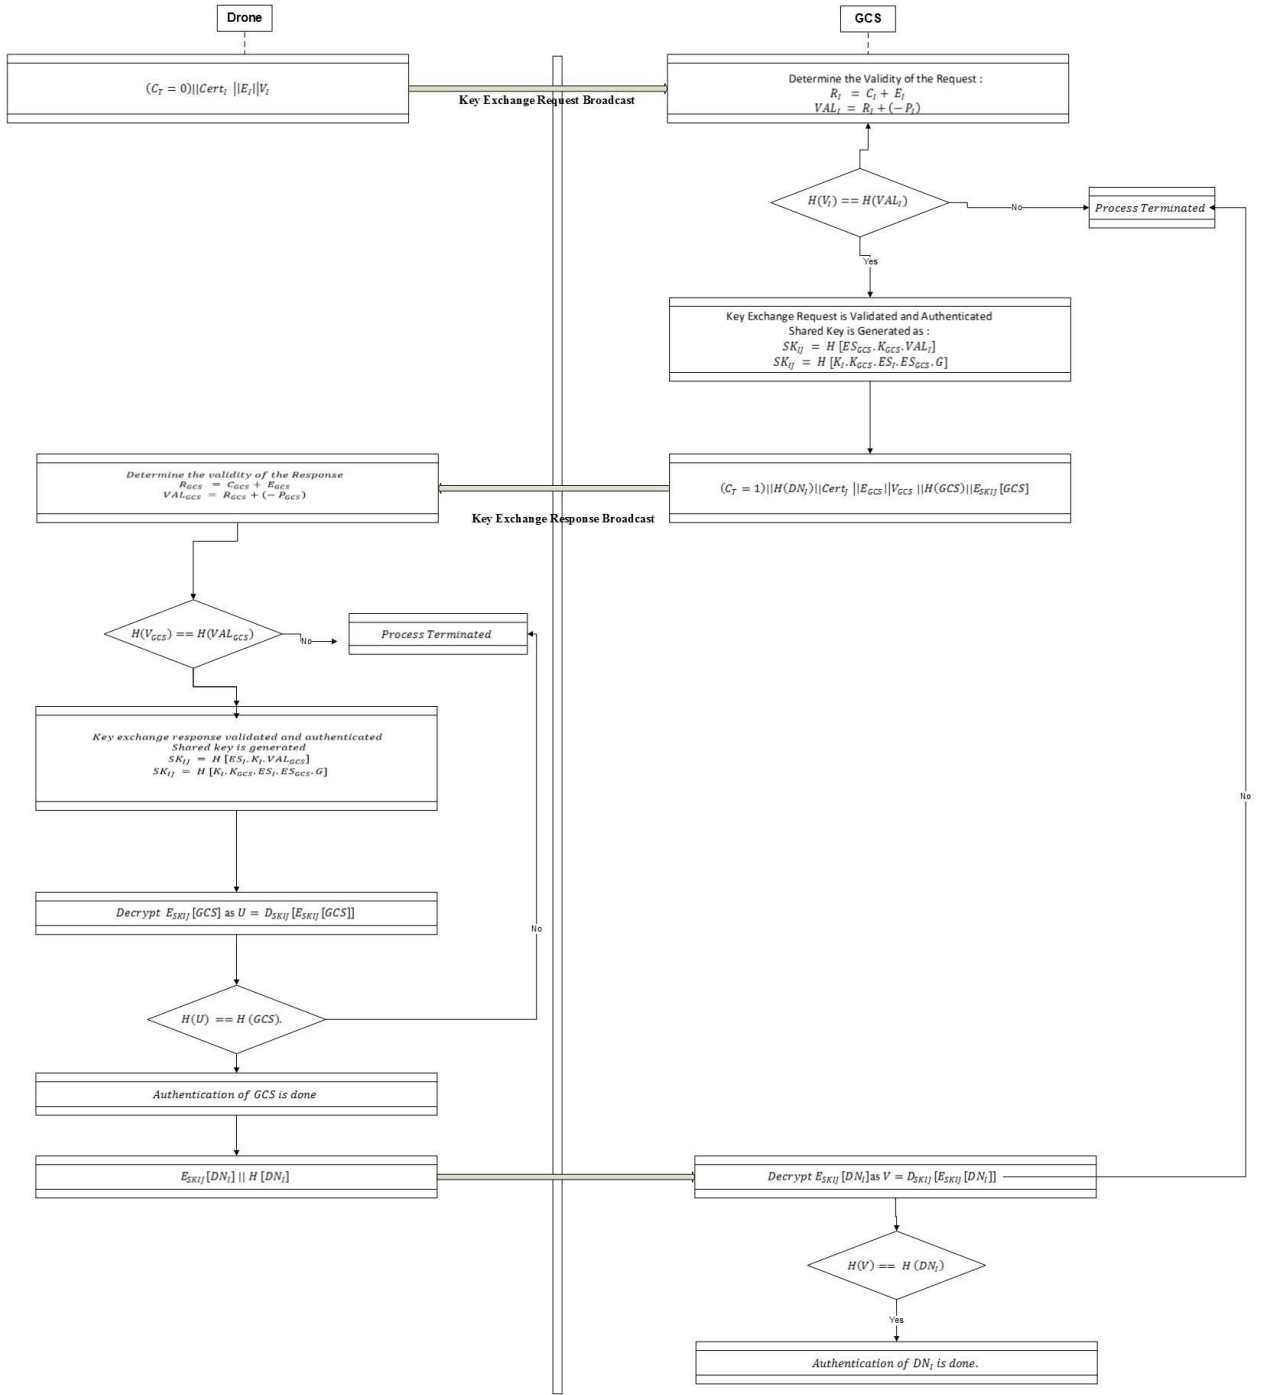 Drone
GCS
(C_T = 0)||Cert_I ||E_I||V_I
Key Exchange Request Broadcast
Determine the Validity of the Request :
R_I = C_I + E_I
VAL_I = R_I + (− P_I)
H(V_I) == H(VAL_I)
No
Process Terminated
Yes
Key Exchange Request is Validated and Authenticated
Shared Key is Generated as :
SK_IJ = H [ES_GCS.K_GCS.VAL_I]
SK_IJ = H [K_I.K_GCS.ES_I.ES_GCS.G]
(C_T = 1)||H(DN_I)||Cert_J ||E_GCS||V_GCS ||H(GCS)||E_SKIJ [GCS]
Key Exchange Response Broadcast
Determine the validity of the Response
R_GCS = C_GCS + E_GCS
VAL_GCS = R_GCS + (− P_GCS)
H(V_GCS) == H(VAL_GCS)
No
Process Terminated
Key exchange response validated and authenticated
Shared key is generated
SK_IJ = H [ES_I.K_I.VAL_GCS]
SK_IJ = H [K_I.K_GCS.ES_I.ES_GCS.G]
No
Decrypt E_SKIJ [GCS] as U = D_SKIJ [E_SKIJ [GCS]]
No
H(U) == H (GCS).
Authentication of GCS is done
E_SKIJ [DN_I] || H [DN_I]
Decrypt E_SKIJ [DN_I]as V = D_SKIJ [E_SKIJ [DN_I]]
H(V) == H (DN_I)
Yes
Authentication of DN_I is done.